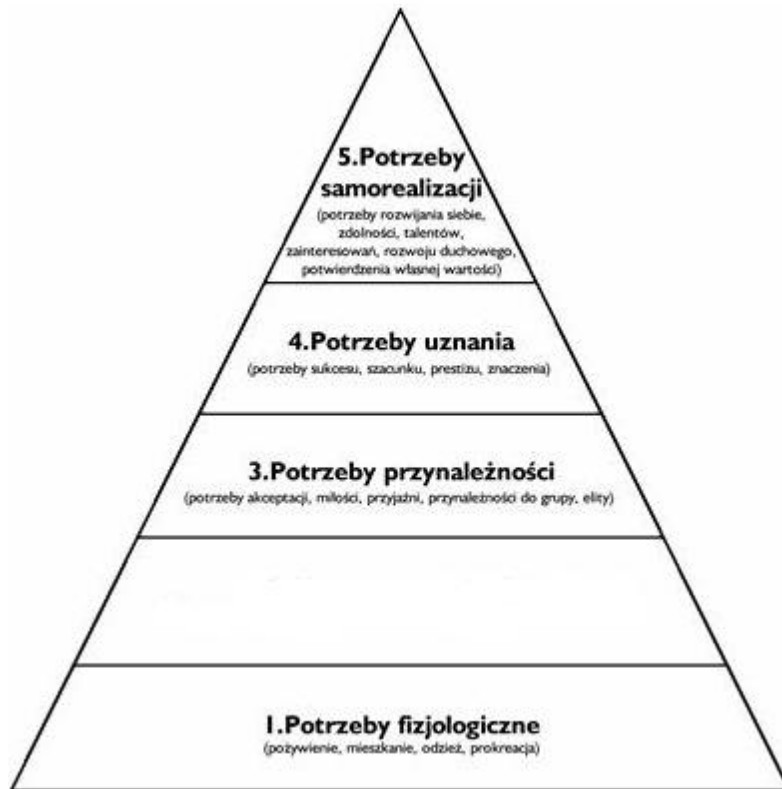 5.Potrzeby
samorealizacji
(potrzeby rozwijania siebie,
zdolności, talentów,
zainteresowań, rozwoju duchowego,
potwierdzenia własnej wartości)
4.Potrzeby uznania
(potrzeby sukcesu, szacunku, prestizu, znaczenia)
3.Potrzeby przynależności
(potrzeby akceptacji, miłości, przyjaźni, przynależności do grupy, elity)
1.Potrzeby fizjologiczne
(pożywienie, mieszkanie, odzież, prokreacja)